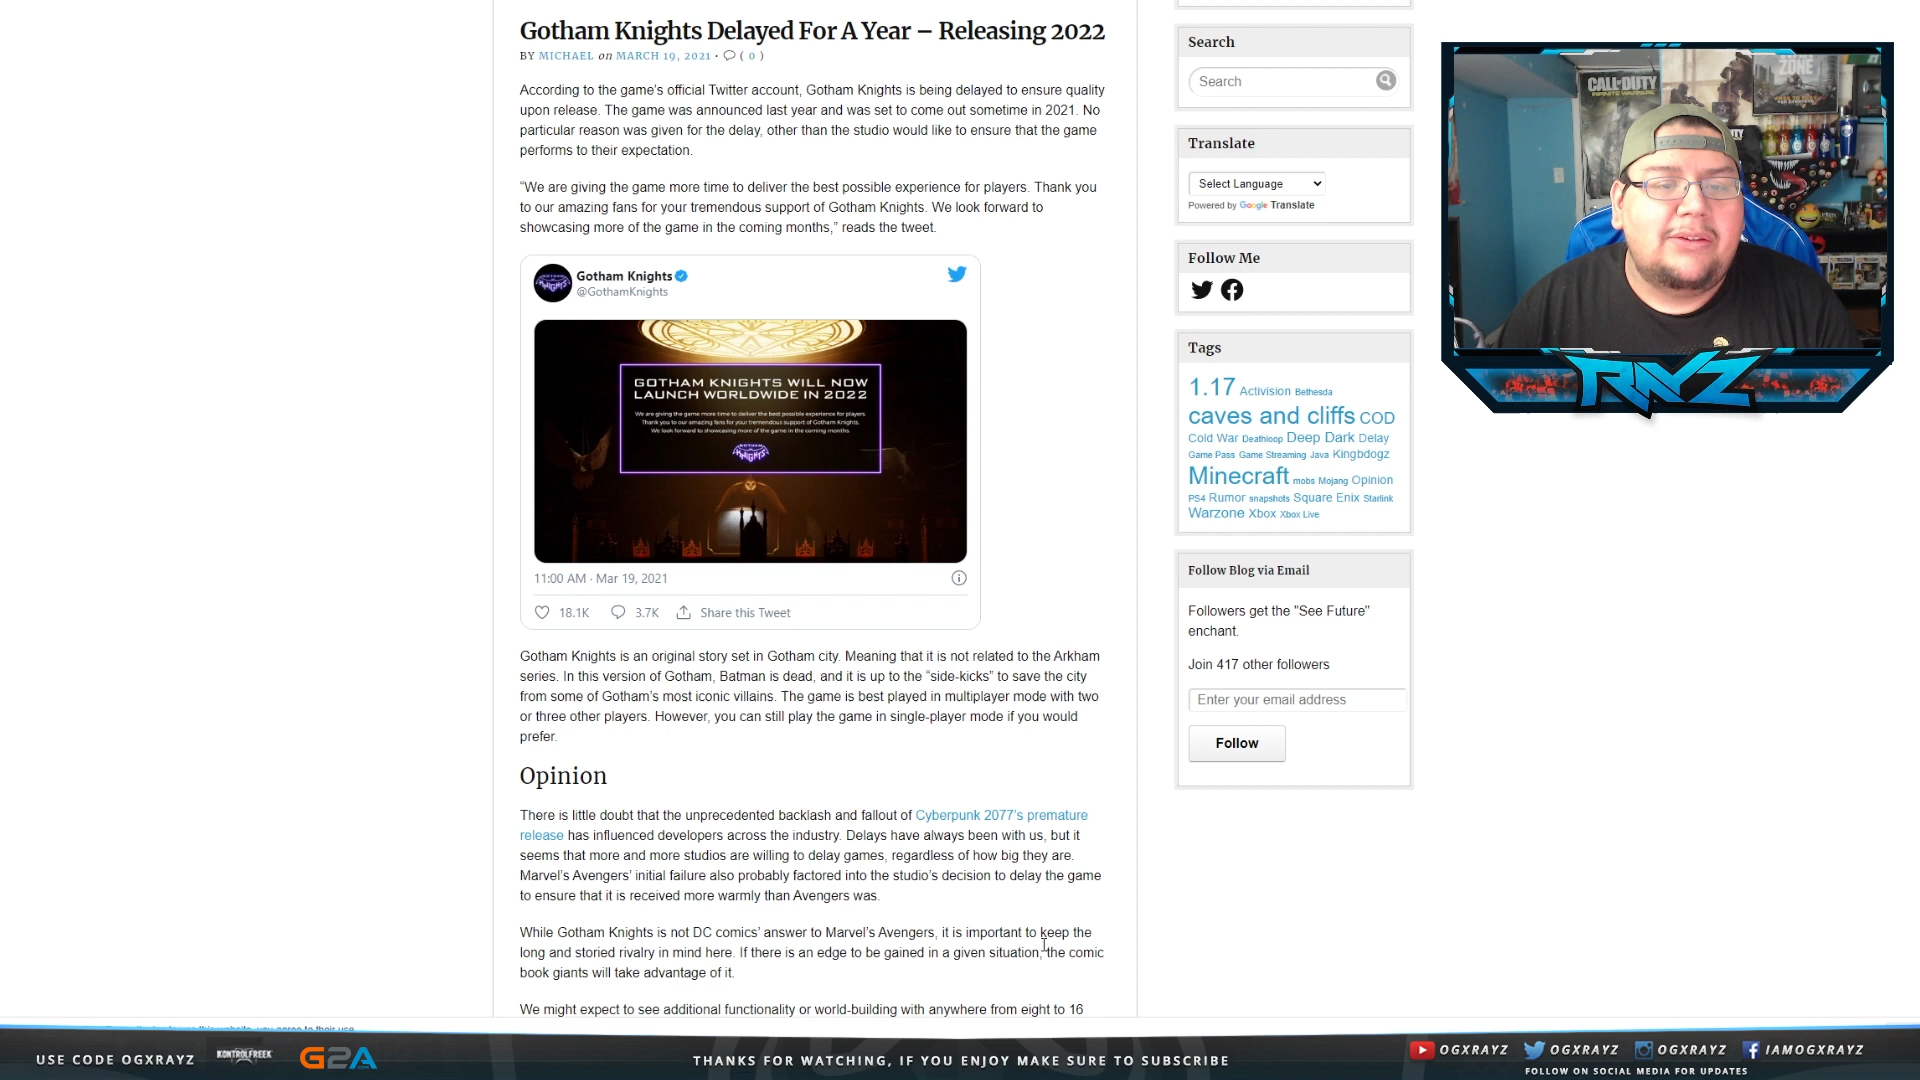 Gotham Knights Delayed For A Year – Releasing 2022
BY MICHAEL on MARCH 19, 2021 • ( 0 )
According to the game's official Twitter account, Gotham Knights is being delayed to ensure quality
upon release. The game was announced last year and was set to come out sometime in 2021. No
particular reason was given for the delay, other than the studio would like to ensure that the game
performs to their expectation.
“We are giving the game more time to deliver the best possible experience for players. Thank you
to our amazing fans for your tremendous support of Gotham Knights. We look forward to
showcasing more of the game in the coming months,” reads the tweet.
Gotham Knights
@GothamKnights
GOTHAM KNIGHTS WILL NOW
LAUNCH WORLDWIDE IN 2022
We are giving the game more time to deliver the best possible experience for players.
Thank you to our amazing fans for your tremendous support of Gotham Knights.
We look forward to showcasing more of the game in the coming months.
KNIGHTS
11:00 AM · Mar 19, 2021
18.1K 3.7K Share this Tweet
Gotham Knights is an original story set in Gotham city. Meaning that it is not related to the Arkham
series. In this version of Gotham, Batman is dead, and it is up to the “side-kicks” to save the city
from some of Gotham's most iconic villains. The game is best played in multiplayer mode with two
or three other players. However, you can still play the game in single-player mode if you would
prefer.
Opinion
There is little doubt that the unprecedented backlash and fallout of Cyberpunk 2077's premature
release has influenced developers across the industry. Delays have always been with us, but it
seems that more and more studios are willing to delay games, regardless of how big they are.
Marvel's Avengers' initial failure also probably factored into the studio's decision to delay the game
to ensure that it is received more warmly than Avengers was.
While Gotham Knights is not DC comics' answer to Marvel's Avengers, it is important to keep the
long and storied rivalry in mind here. If there is an edge to be gained in a given situation, the comic
book giants will take advantage of it.
We might expect to see additional functionality or world-building with anywhere from eight to 16
Search
Search
Translate
Select Language
Powered by Google Translate
Follow Me
Tags
1.17 Activision Bethesda
caves and cliffs COD
Cold War Deathloop Deep Dark Delay
Game Pass Game Streaming Java Kingbdogz
Minecraft mobs Mojang Opinion
PS4 Rumor snapshots Square Enix Starlink
Warzone Xbox Xbox Live
Follow Blog via Email
Followers get the "See Future"
enchant.
Join 417 other followers
Enter your email address
Follow
CALL OF DUTY
ZONE
RAYZ
USE CODE OGXRAYZ KONTROLFREEK G2A
THANKS FOR WATCHING, IF YOU ENJOY MAKE SURE TO SUBSCRIBE
OGXRAYZ OGXRAYZ OGXRAYZ IAMOGXRAYZ
FOLLOW ON SOCIAL MEDIA FOR UPDATES